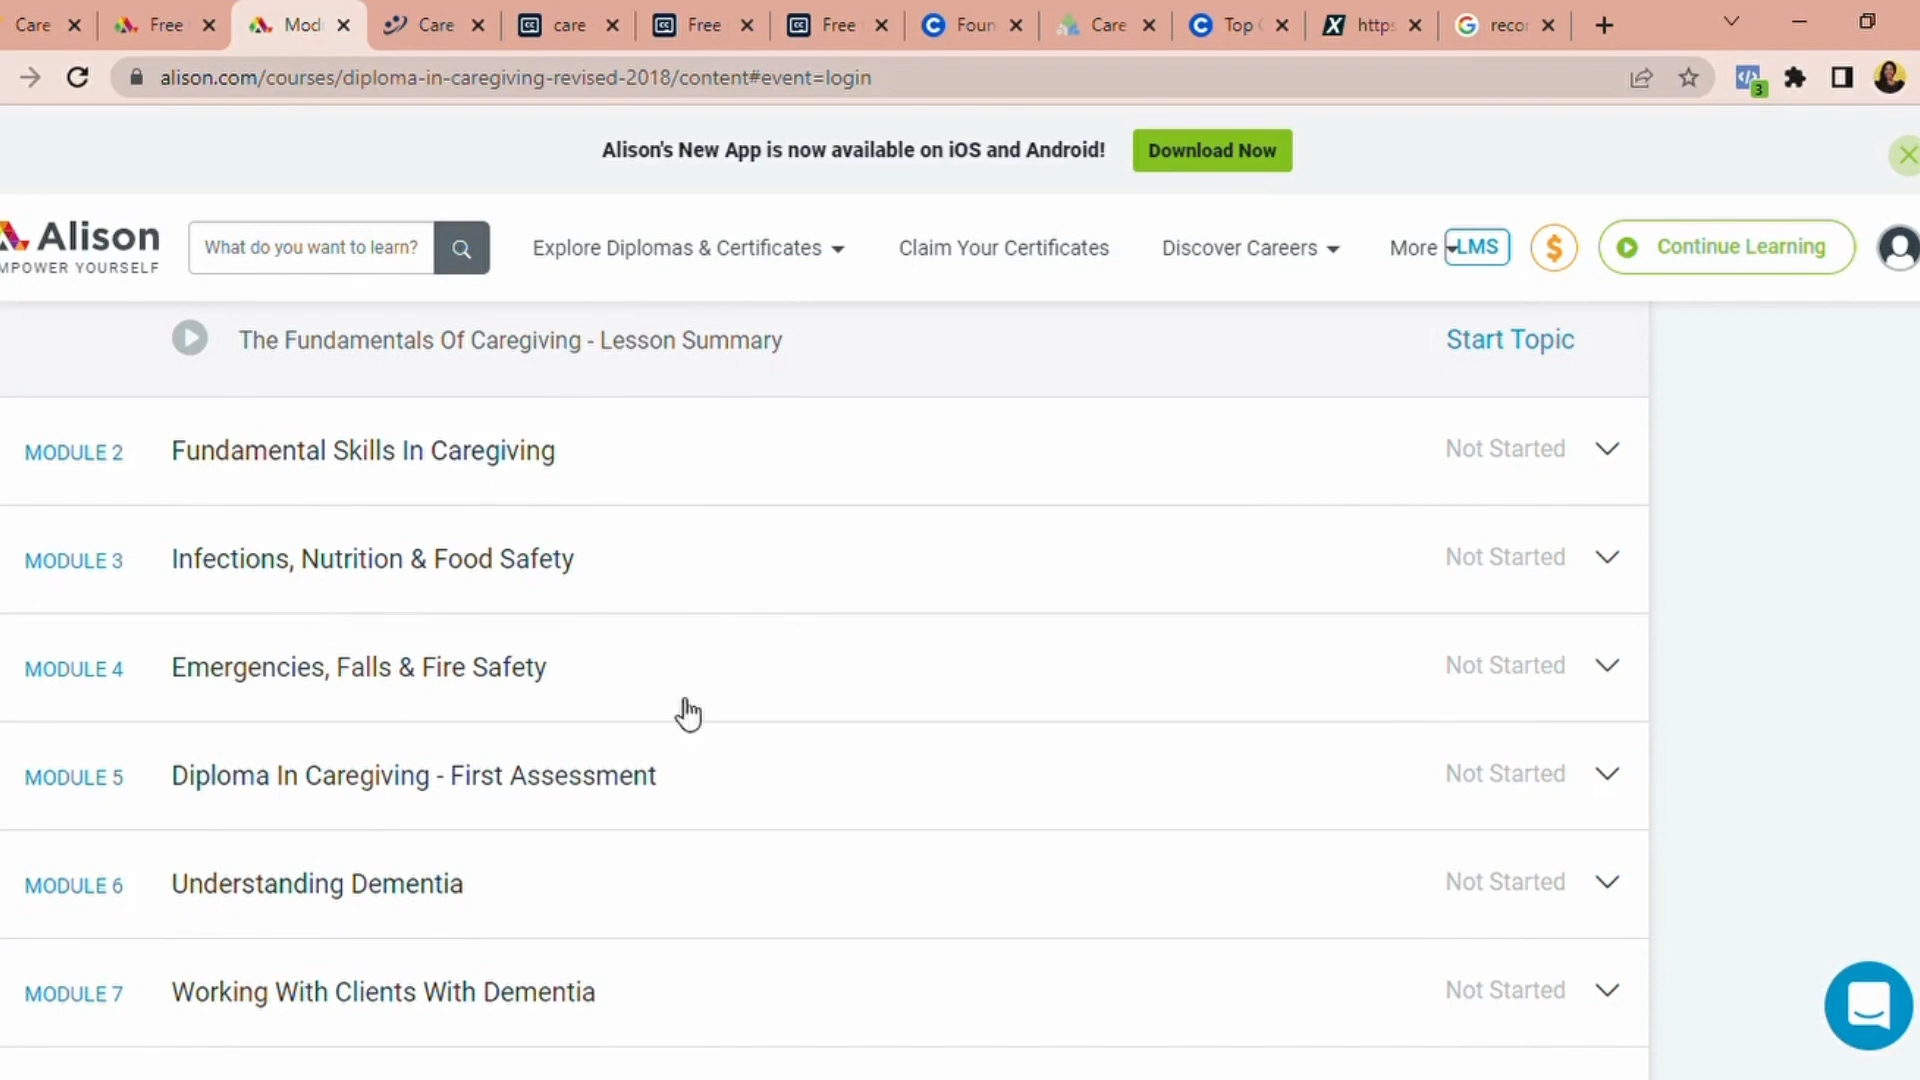 Care Free Mod Care care Free Free Foun Care Top https recor
alison.com/courses/diploma-in-caregiving-revised-2018/content#event=login
3
Alison's New App is now available on iOS and Android! Download Now
Alison
MPOWER YOURSELF
What do you want to learn?
Explore Diplomas & Certificates Claim Your Certificates Discover Careers More LMS $ Continue Learning
The Fundamentals Of Caregiving - Lesson Summary Start Topic
MODULE 2 Fundamental Skills In Caregiving Not Started
MODULE 3 Infections, Nutrition & Food Safety Not Started
MODULE 4 Emergencies, Falls & Fire Safety Not Started
MODULE 5 Diploma In Caregiving - First Assessment Not Started
MODULE 6 Understanding Dementia Not Started
MODULE 7 Working With Clients With Dementia Not Started